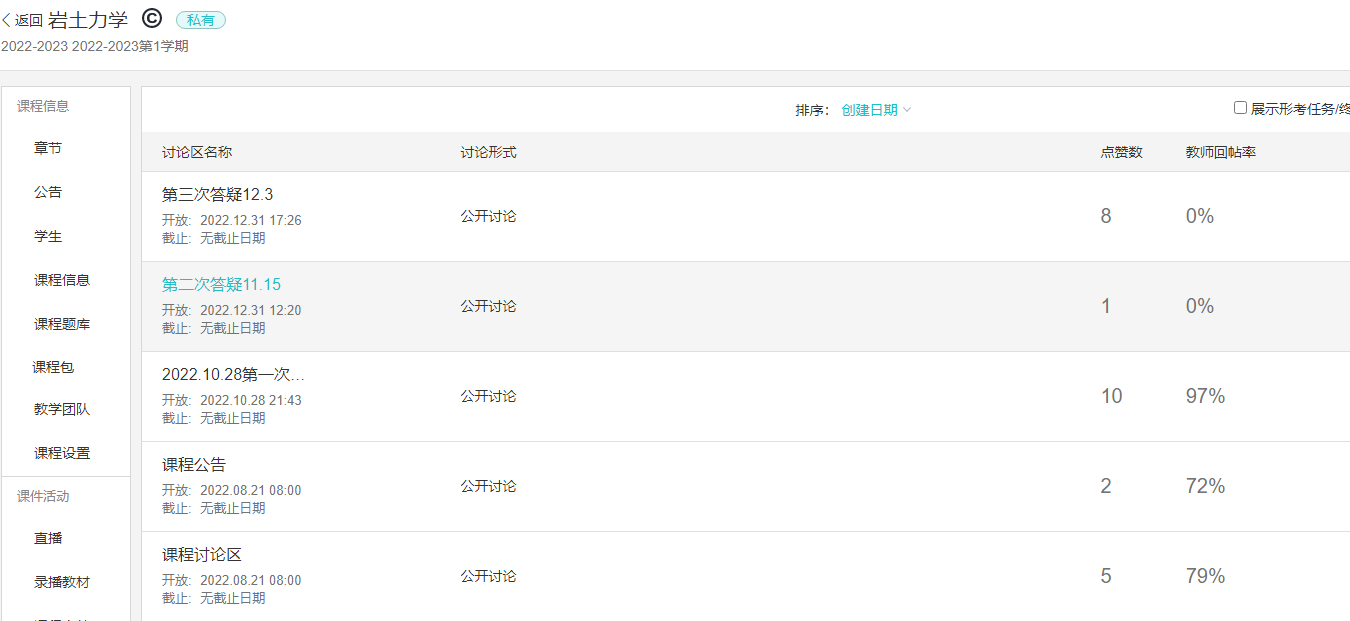 返回 岩土力学 © 私有
2022-2023 2022-2023第1学期
课程信息
章节
公告
学生
课程信息
课程题库
课程包
教学团队
课程设置
课件活动
直播
录播教材
排序： 创建日期
展示形考任务/终
讨论区名称 讨论形式 点赞数 教师回帖率
第三次答疑12.3
开放: 2022.12.31 17:26
截止: 无截止日期
公开讨论 8 0%
第二次答疑11.15
开放: 2022.12.31 12:20
截止: 无截止日期
公开讨论 1 0%
2022.10.28第一次...
开放: 2022.10.28 21:43
截止: 无截止日期
公开讨论 10 97%
课程公告
开放: 2022.08.21 08:00
截止: 无截止日期
公开讨论 2 72%
课程讨论区
开放: 2022.08.21 08:00
截止: 无截止日期
公开讨论 5 79%